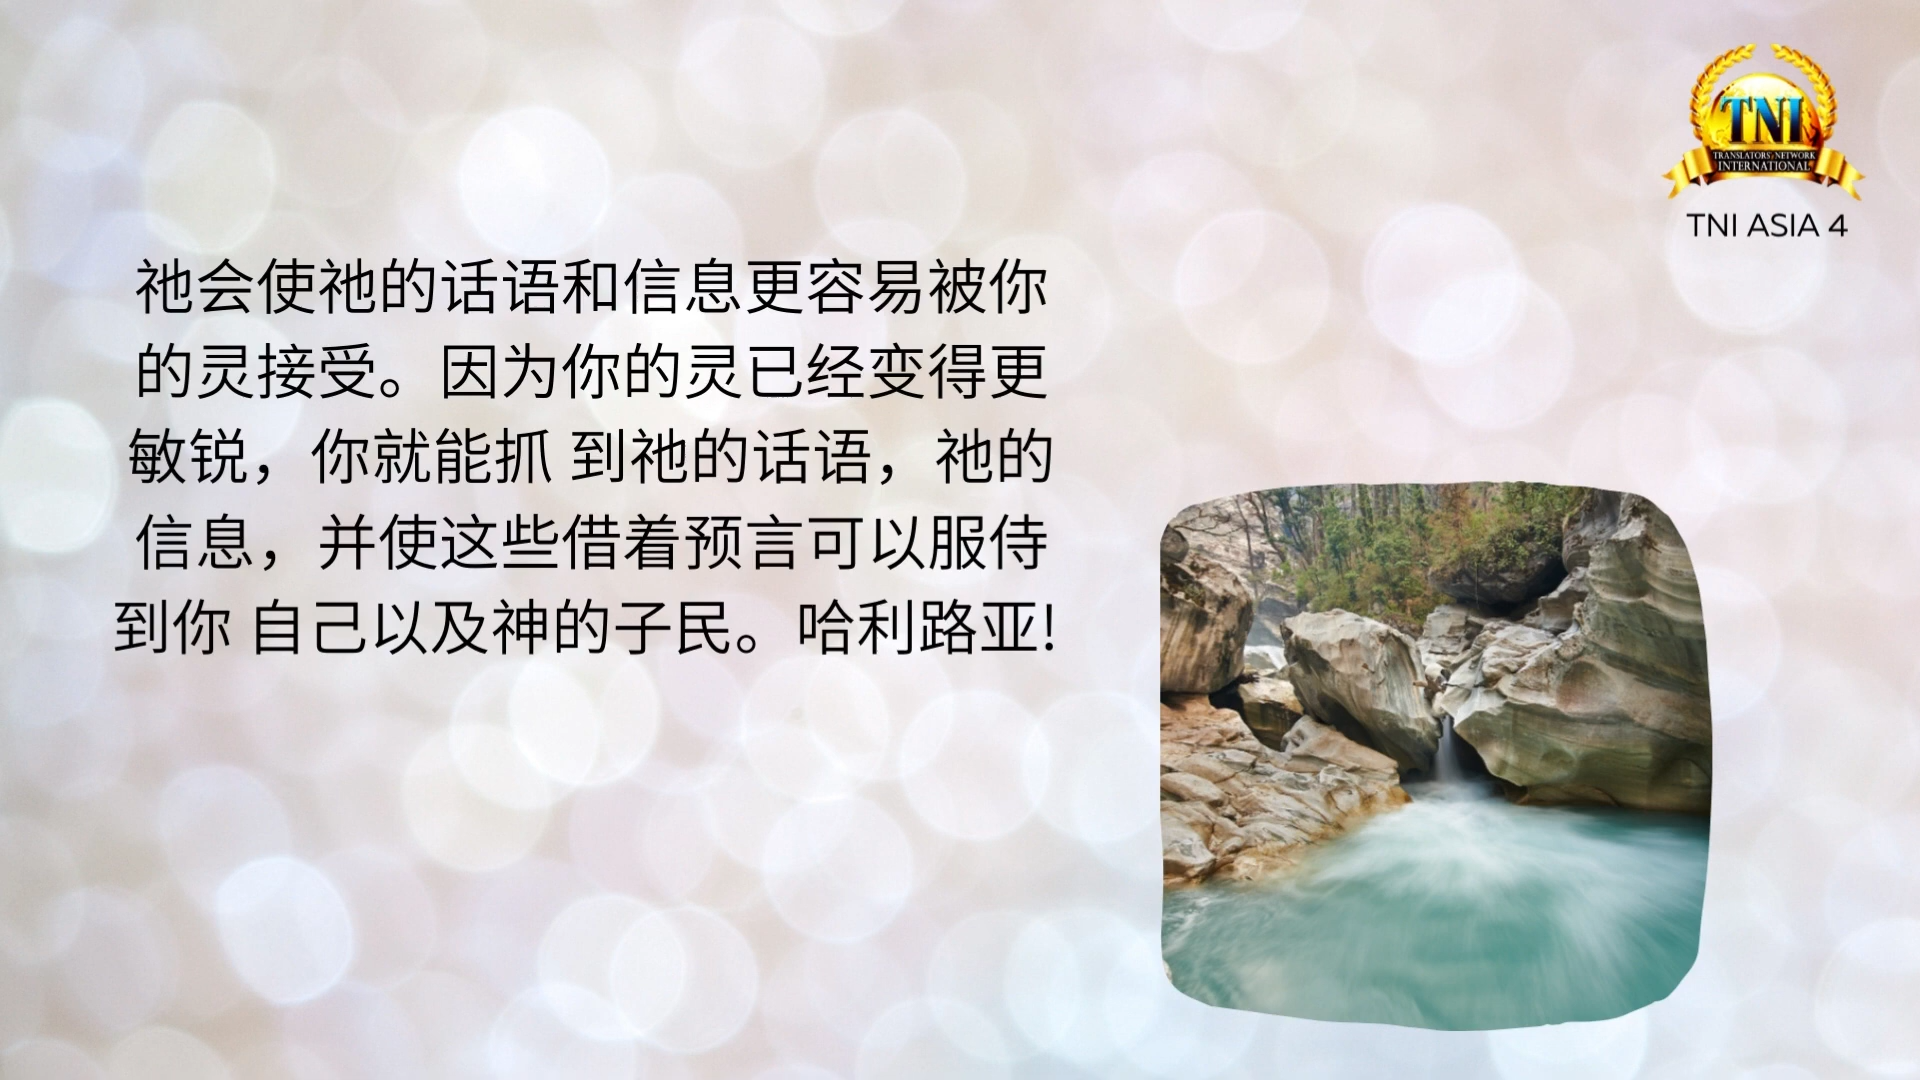 TNI
TRANSLATORS NETWORK
INTERNATIONAL
TNI ASIA 4
祂会使祂的话语和信息更容易被你
的灵接受。因为你的灵已经变得更
敏锐，你就能抓 到祂的话语，祂的
信息，并使这些借着预言可以服侍
到你 自己以及神的子民。哈利路亚!